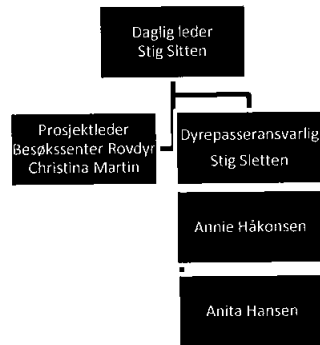 Daglig leder
Stig Sitten
Prosjektleder
Besøkssenter Rovdyr
Christina Martin
Dyrepasseransvarlig
Stig Sletten
Annie Håkonsen
Anita Hansen